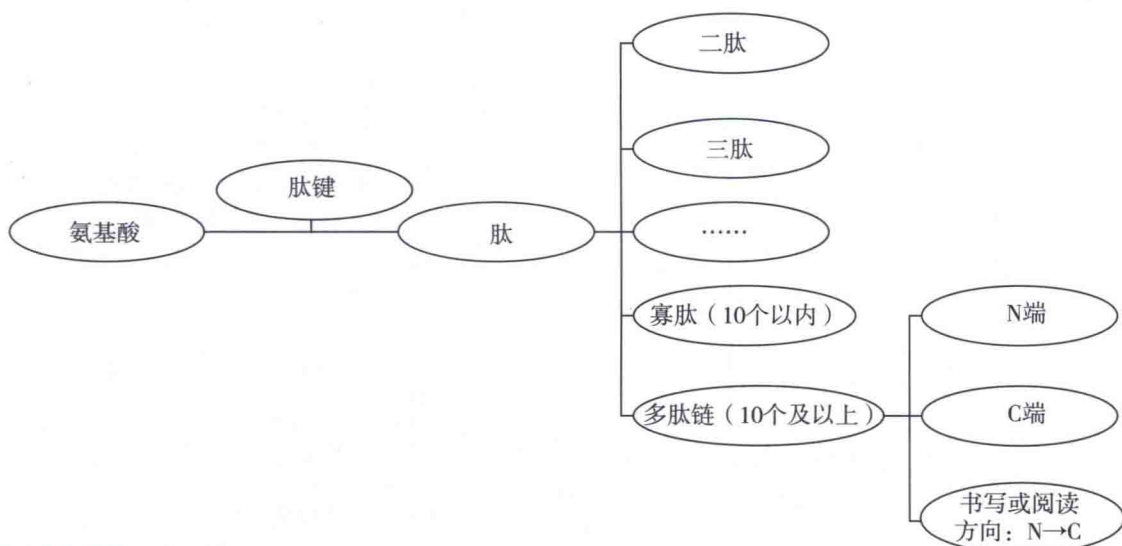 二肽
三肽
肽键
氨基酸
肽
……
寡肽（10个以内）
N端
多肽链（10个及以上）
C端
书写或阅读
方向：N→C